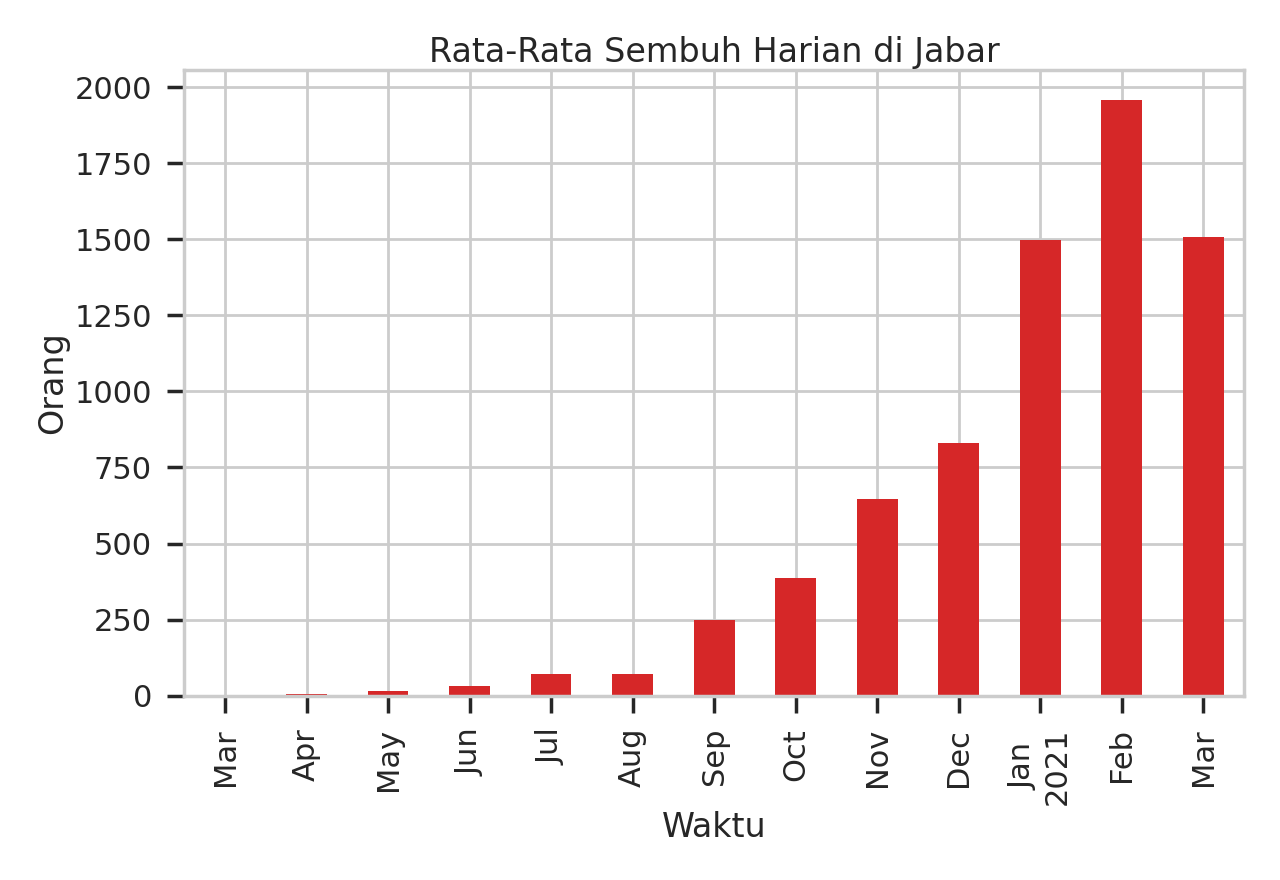 Rata-Rata Sembuh Harian di Jabar
Orang
2000
1750
1500
1250
1000
750
500
250
0
Mar
Apr
May
Jun
Jul
Aug
Sep
Oct
Nov
Dec
Jan
2021
Feb
Mar
Waktu